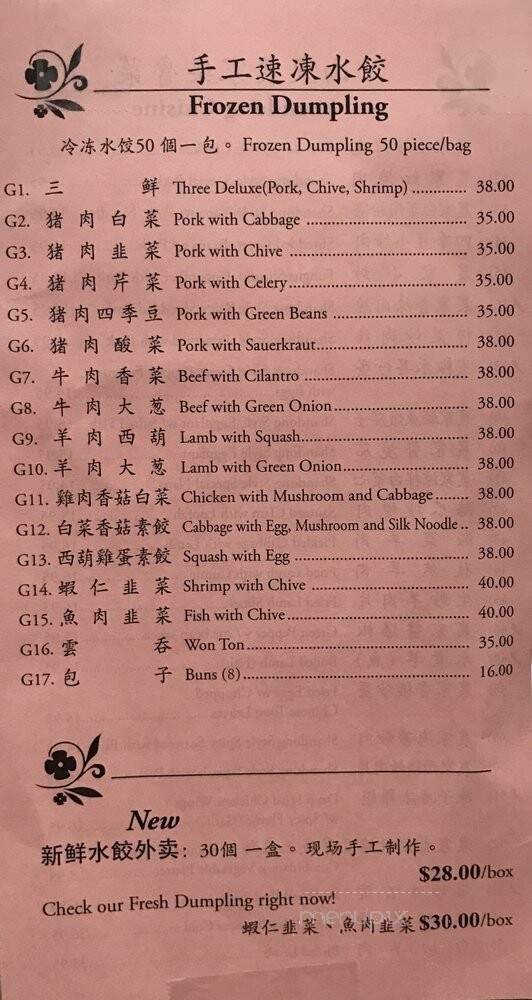 手工速凍水餃
Frozen Dumpling
冷冻水饺50 個一包。 Frozen Dumpling 50 piece/bag
G1. 三 鲜 Three Deluxe(Pork, Chive, Shrimp) ............ 38.00
G2. 猪肉白菜 Pork with Cabbage ........ 35.00
G3. 猪肉韭菜 Pork with Chive ........ 35.00
G4. 猪肉芹菜 Pork with Celery........ 35.00
G5. 猪肉四季豆 Pork with Green Beans ........ 35.00
G6. 猪肉酸菜 Pork with Sauerkraut........ 38.00
G7. 牛肉香菜 Beef with Cilantro ........ 38.00
G8. 牛肉大葱 Beef with Green Onion........ 38.00
G9. 羊肉西葫 Lamb with Squash........ 38.00
G10. 羊肉大葱 Lamb with Green Onion........ 38.00
G11. 雞肉香菇白菜 Chicken with Mushroom and Cabbage........ 38.00
G12. 白菜香菇素餃 Cabbage with Egg, Mushroom and Silk Noodle.. 38.00
G13. 西葫雞蛋素餃 Squash with Egg ........ 38.00
G14. 蝦仁韭菜 Shrimp with Chive ........ 40.00
G15. 魚肉韭菜 Fish with Chive........ 40.00
G16. 雲 吞 Won Ton........ 35.00
G17. 包 子 Buns (8)........ 16.00
New
新鲜水餃外卖：30個 一盒。现场手工制作。
$28.00/box
Check our Fresh Dumpling right now!
menupix
蝦仁韭菜、魚肉韭菜 $30.00/box